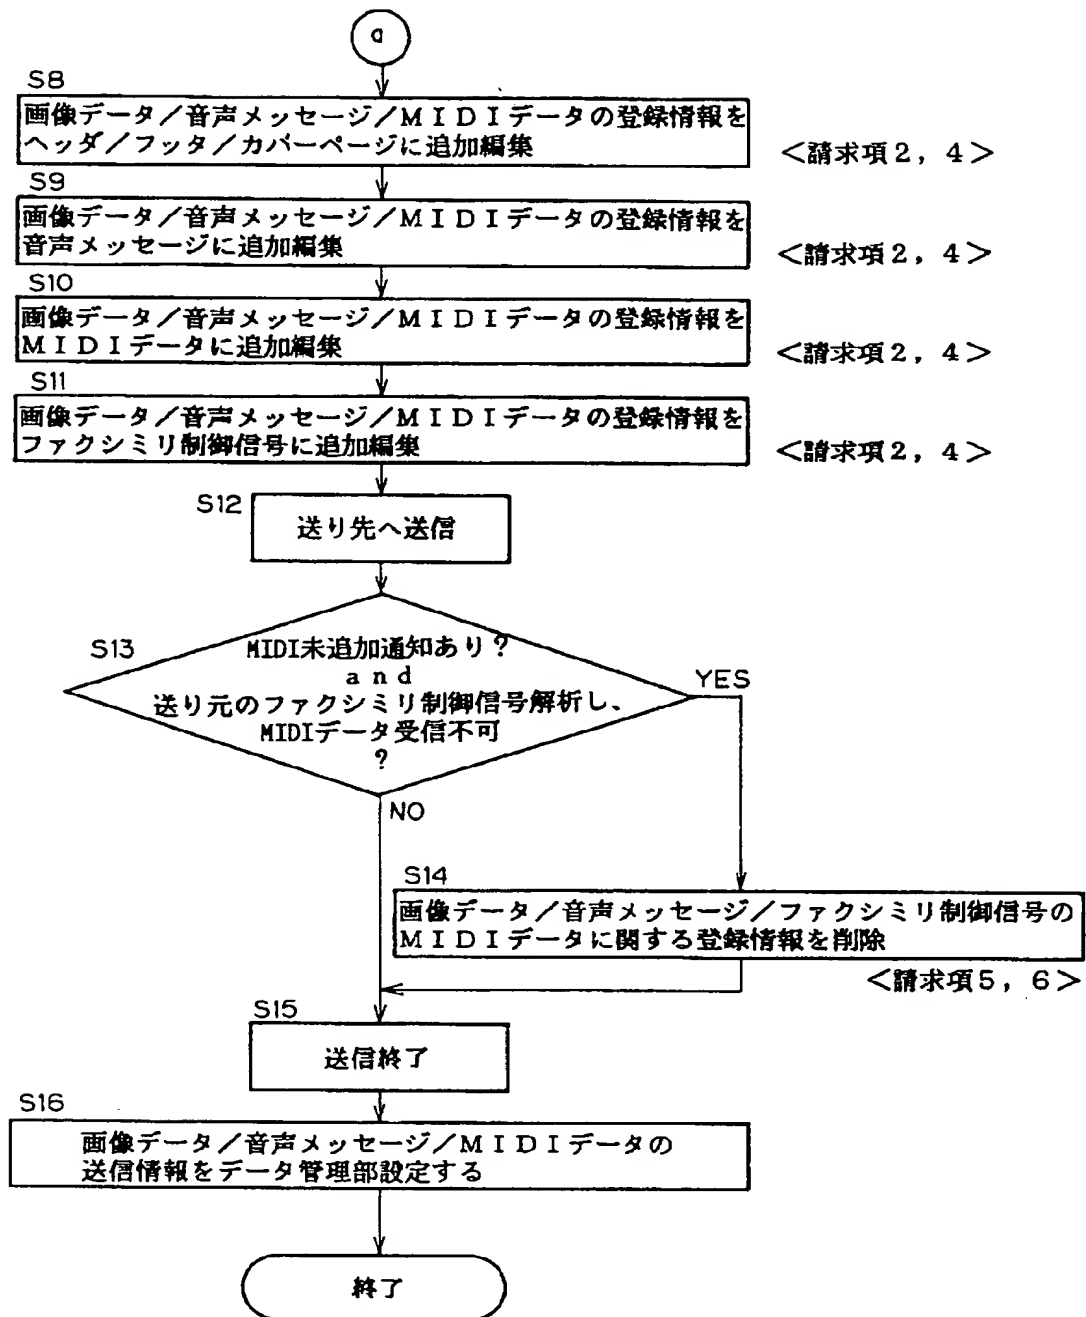 a
S8
画像データ／音声メッセージ／ＭＩＤＩデータの登録情報を
ヘッダ／フッタ／カバーページに追加編集
＜請求項２，４＞
S9
画像データ／音声メッセージ／ＭＩＤＩデータの登録情報を
音声メッセージに追加編集
＜請求項２，４＞
S10
画像データ／音声メッセージ／ＭＩＤＩデータの登録情報を
ＭＩＤＩデータに追加編集
＜請求項２，４＞
S11
画像データ／音声メッセージ／ＭＩＤＩデータの登録情報を
ファクシミリ制御信号に追加編集
＜請求項２，４＞
S12
送り先へ送信
S13
MIDI未追加通知あり？
ａｎｄ
送り元のファクシミリ制御信号解析し、
MIDIデータ受信不可
？
YES
NO
S14
画像データ／音声メッセージ／ファクシミリ制御信号の
ＭＩＤＩデータに関する登録情報を削除
＜請求項５，６＞
S15
送信終了
S16
画像データ／音声メッセージ／ＭＩＤＩデータの
送信情報をデータ管理部設定する
終了